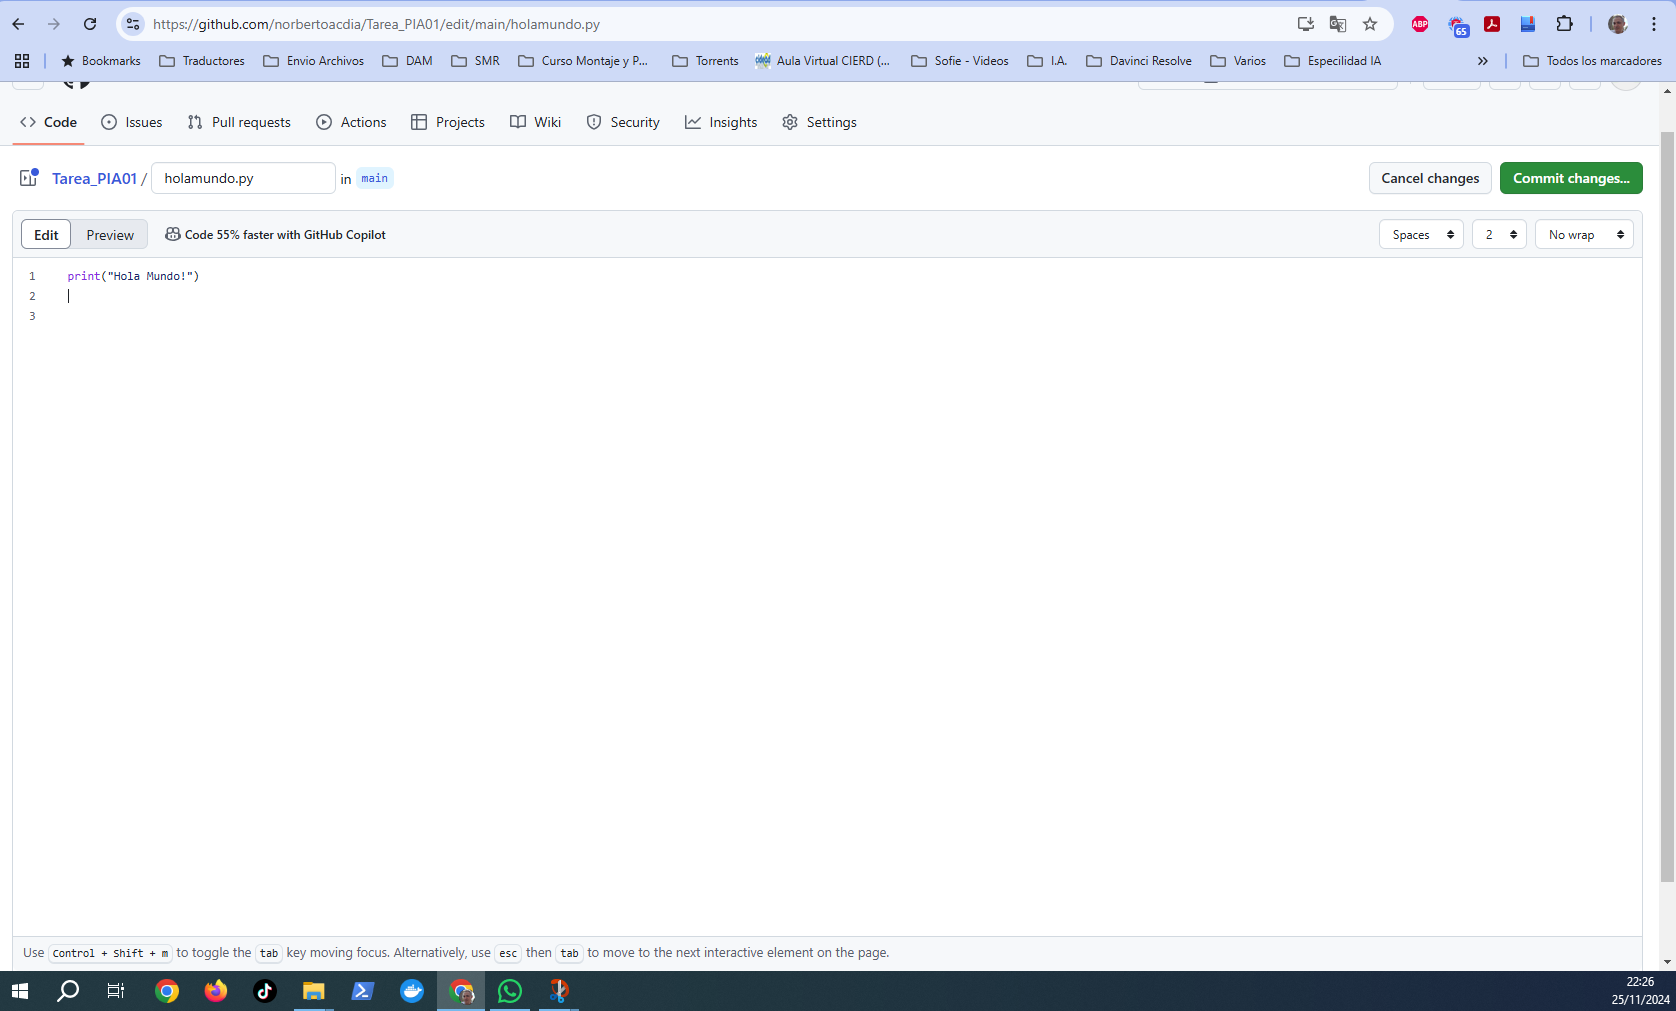 https://github.com/norbertoacdia/Tarea_PIA01/edit/main/holamundo.py
ABP
65
Bookmarks
Traductores
Envio Archivos
DAM
SMR
Curso Montaje y P...
Torrents
Aula Virtual CIERD (...
Sofie - Videos
I.A.
Davinci Resolve
Varios
Especilidad IA
»
Todos los marcadores
Code
Issues
Pull requests
Actions
Projects
Wiki
Security
Insights
Settings
Tarea_PIA01 / holamundo.py in main
Cancel changes
Commit changes...
Edit
Preview
Code 55% faster with GitHub Copilot
Spaces
2
No wrap
1 print("Hola Mundo!")
2
3
Use Control + Shift + m to toggle the tab key moving focus. Alternatively, use esc then tab to move to the next interactive element on the page.
22:26
25/11/2024